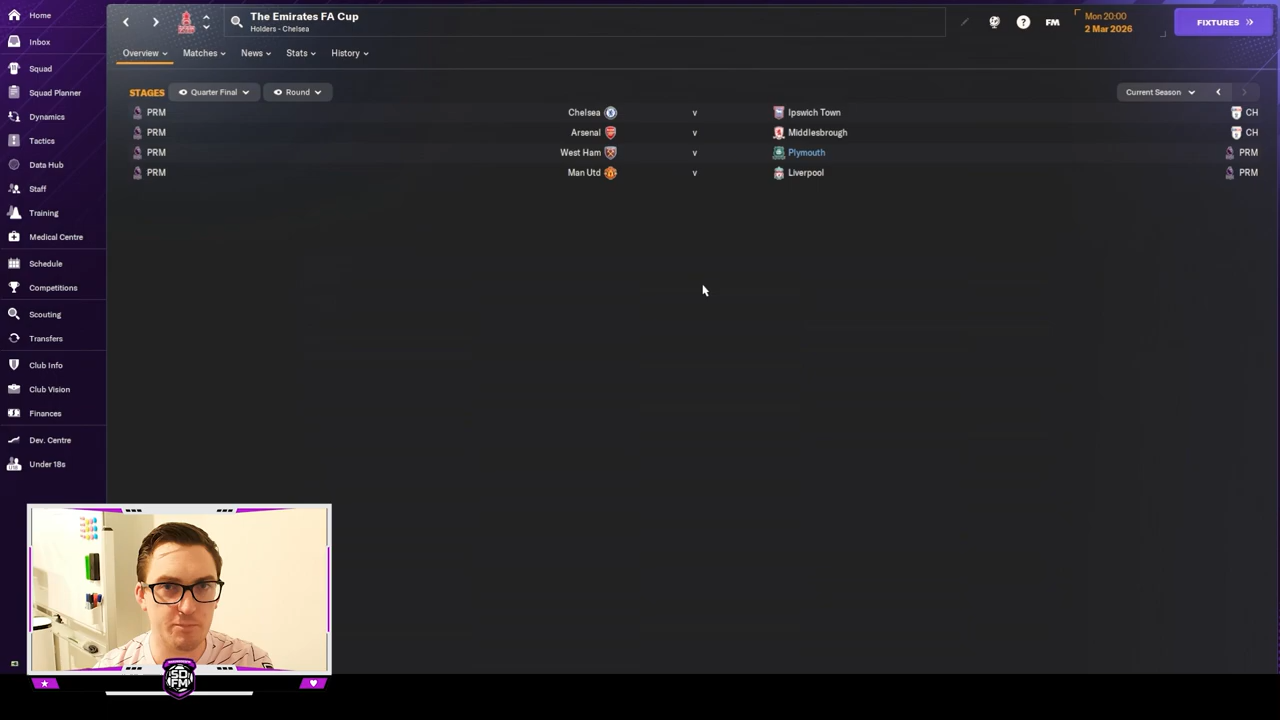 Home
Inbox
Squad
Squad Planner
Dynamics
Tactics
Data Hub
Staff
Training
Medical Centre
Schedule
Competitions
Scouting
Transfers
Club Info
Club Vision
Finances
Dev. Centre
Under 18s
The Emirates FA Cup
Holders - Chelsea
FM
Mon 20:00
2 Mar 2026
FIXTURES
Overview Matches News Stats History
STAGES Quarter Final Round Current Season
PRM Chelsea v Ipswich Town CH
PRM Arsenal v Middlesbrough CH
PRM West Ham v Plymouth PRM
PRM Man Utd v Liverpool PRM
SD
FM